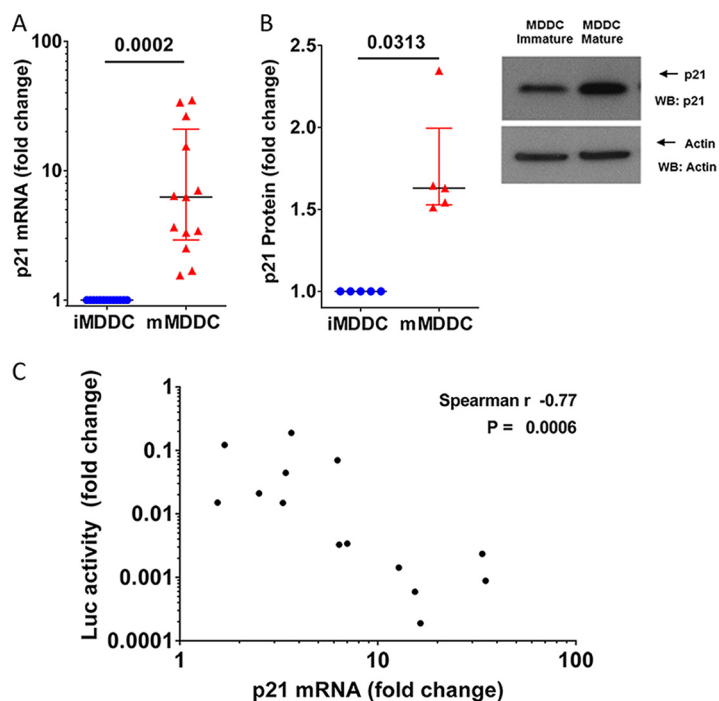 A
p21 mRNA (fold change)
100
10
1
0.0002
iMDDC mMDDC
B
p21 Protein (fold change)
2.5
2.0
1.5
1.0
0.0313
iMDDC mMDDC
MDDC MDDC
Immature Mature
p21
WB: p21
Actin
WB: Actin
C
Luc activity (fold change)
1
0.1
0.01
0.001
0.0001
Spearman r -0.77
P = 0.0006
1 10 100
p21 mRNA (fold change)